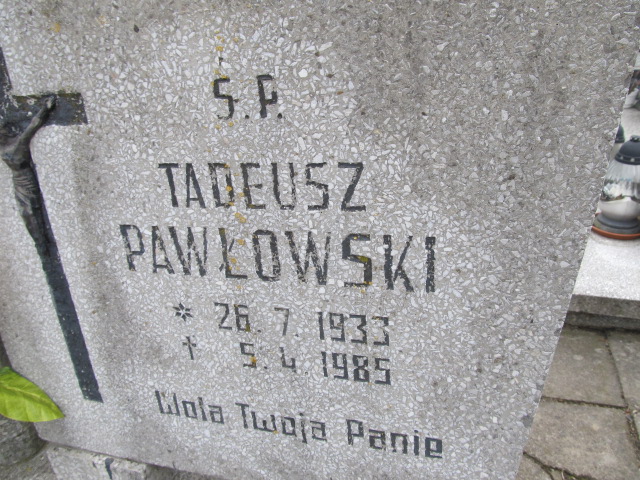 Ś.P.
TADEUSZ
PAWŁOWSKI
* 26.7.1933
† 5.4.1985
Wola Twoja Panie